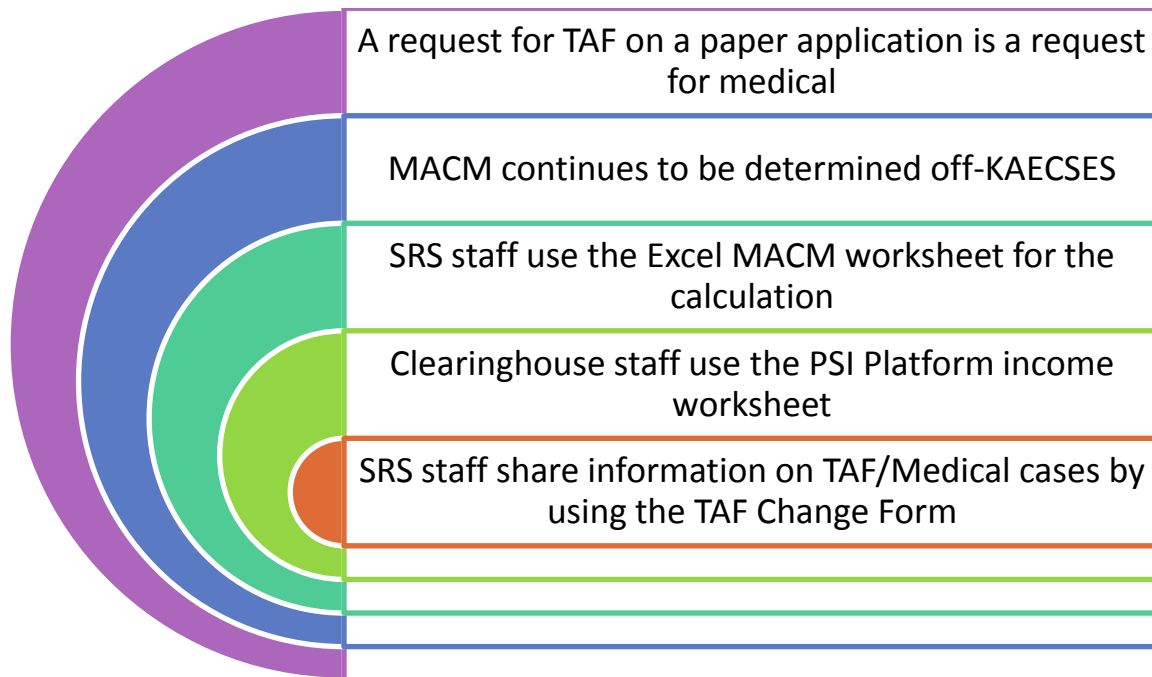 A request for TAF on a paper application is a request
for medical
MACM continues to be determined off-KAECSES
SRS staff use the Excel MACM worksheet for the
calculation
Clearinghouse staff use the PSI Platform income
worksheet
SRS staff share information on TAF/Medical cases by
using the TAF Change Form